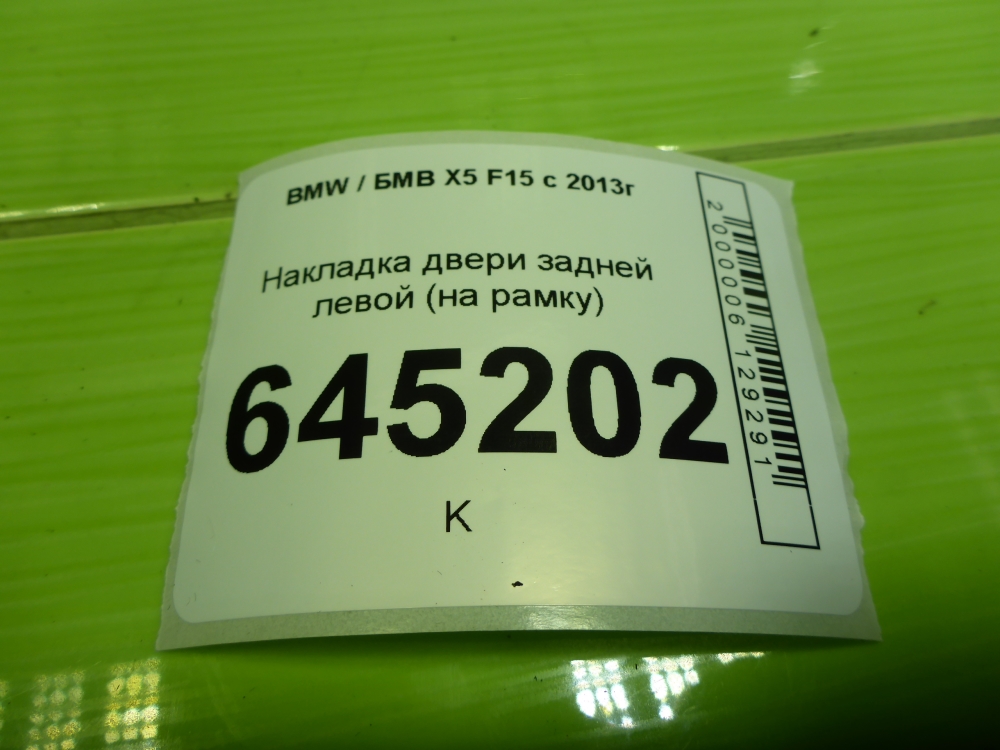 BMW / БМВ X5 F15 с 2013г
Накладка двери задней
левой (на рамку)
645202
К
2000006129291